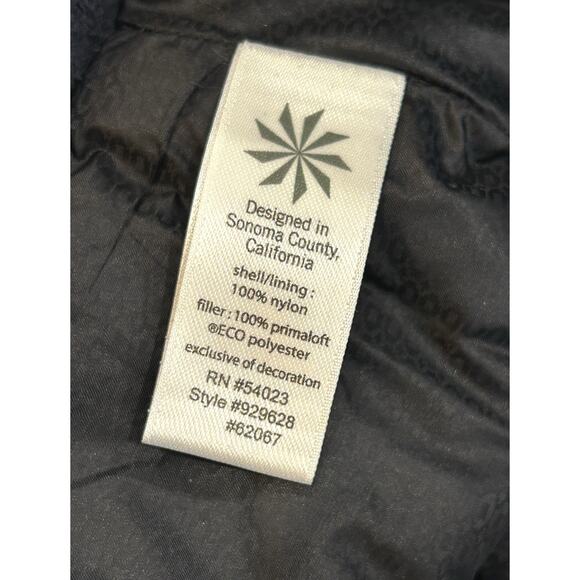 Designed in
Sonoma County,
California
shell/lining :
100% nylon
filler : 100% primaloft
®ECO polyester
exclusive of decoration
RN #54023
Style #929628
#62067